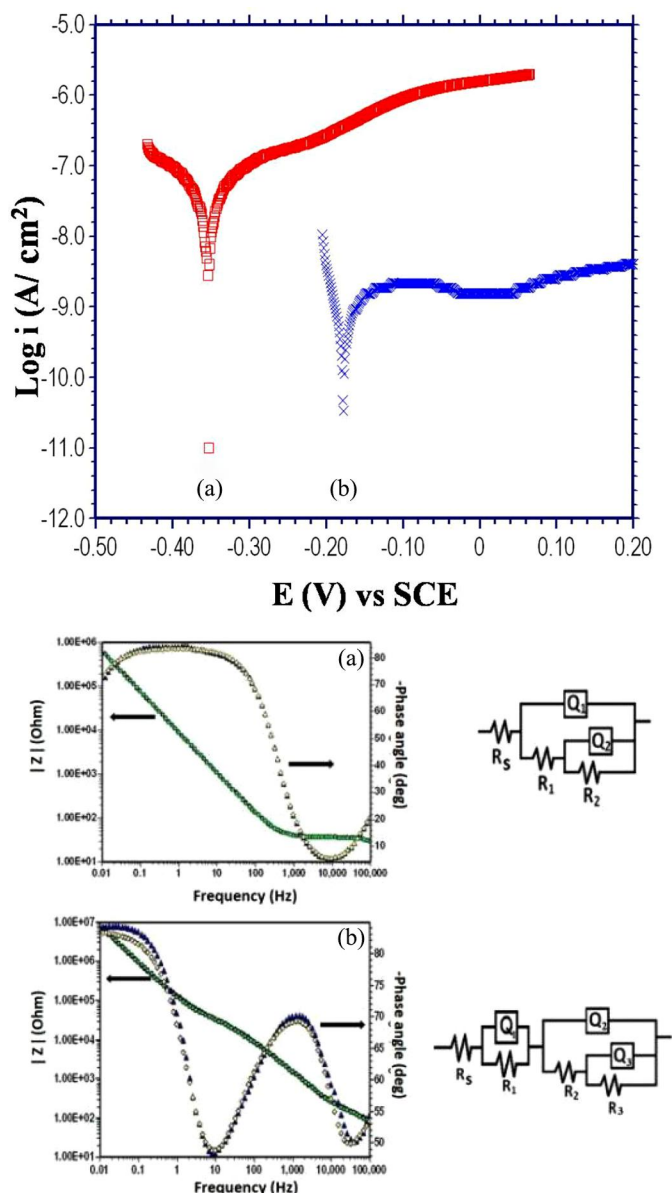 -5.0
-6.0
-7.0
-8.0
-9.0
-10.0
-11.0
-12.0
Log i (A/ cm²)
(a)
(b)
-0.50
-0.40
-0.30
-0.20
-0.10
0
0.10
0.20
E (V) vs SCE
(a)
1.00E+06
1.00E+05
1.00E+04
1.00E+03
1.00E+02
1.00E+01
| Z | (Ohm)
80
70
60
50
40
30
20
10
-Phase angle (deg)
0.01
0.1
1
10
100
1,000
10,000
100,000
Frequency (Hz)
Rs
Q1
R1
Q2
R2
(b)
1.00E+07
1.00E+06
1.00E+05
1.00E+04
1.00E+03
1.00E+02
1.00E+01
| Z | (Ohm)
80
75
70
65
60
55
50
-Phase angle (deg)
0.01
0.1
1
10
100
1,000
10,000
100,000
Frequency (Hz)
Rs
R1
Q2
R2
Q3
R3